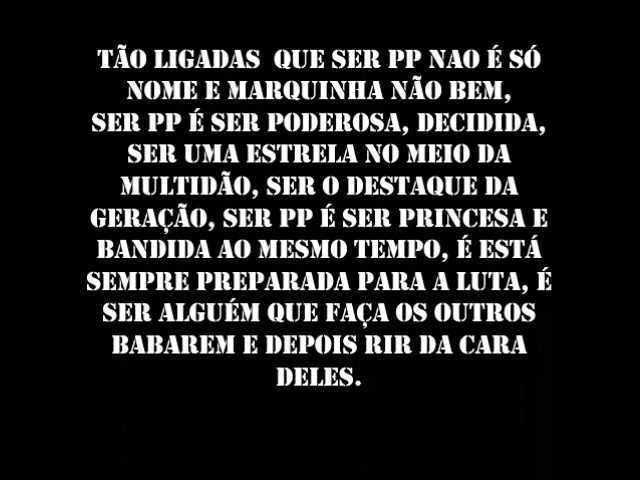 TÃO LIGADAS  QUE SER PP NAO É SÓ
NOME E MARQUINHA NÃO BEM,
SER PP É SER PODEROSA, DECIDIDA,
SER UMA ESTRELA NO MEIO DA
MULTIDÃO, SER O DESTAQUE DA
GERAÇÃO, SER PP É SER PRINCESA E
BANDIDA AO MESMO TEMPO, É ESTÁ
SEMPRE PREPARADA PARA A LUTA, É
SER ALGUÉM QUE FAÇA OS OUTROS
BABAREM E DEPOIS RIR DA CARA
DELES.